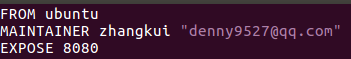 FROM ubuntu
MAINTAINER zhangkui "denny9527@qq.com"
EXPOSE 8080